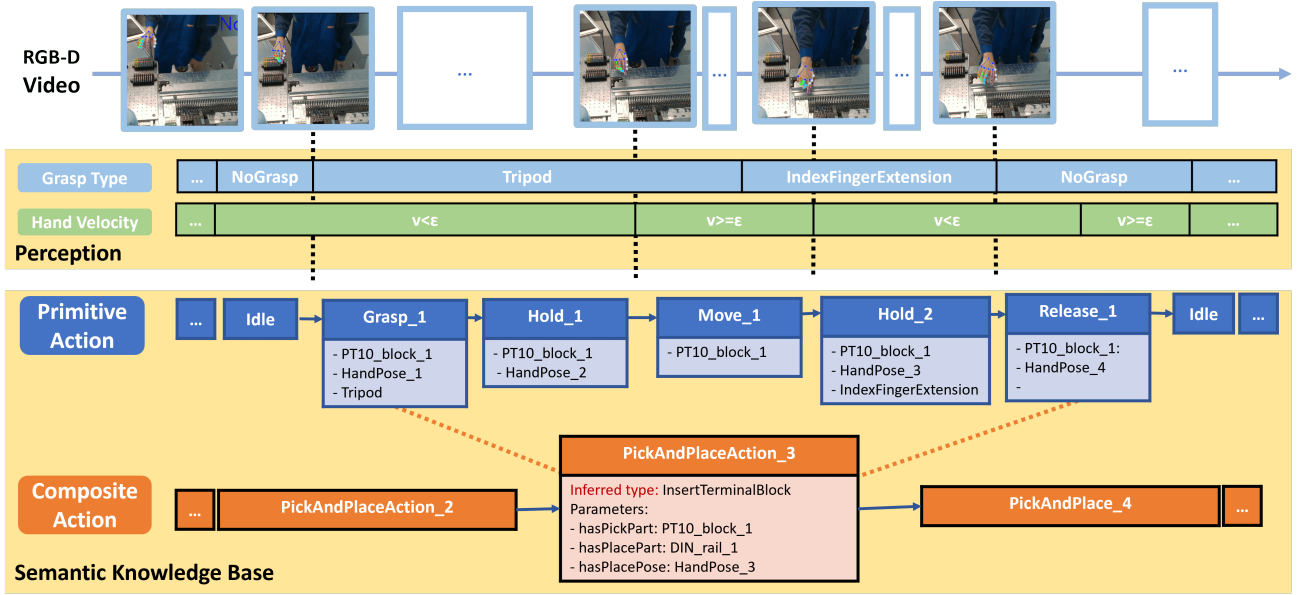 No
RGB-D
Video
...
...
...
...
Grasp Type
...
NoGrasp
Tripod
IndexFingerExtension
NoGrasp
...
Hand Velocity
...
v<ε
v>=ε
v<ε
v>=ε
...
Perception
Primitive
Action
...
Idle
Grasp_1
- PT10_block_1
- HandPose_1
- Tripod
Hold_1
- PT10_block_1
- HandPose_2
Move_1
- PT10_block_1
Hold_2
- PT10_block_1
- HandPose_3
- IndexFingerExtension
Release_1
- PT10_block_1:
- HandPose_4
-
Idle
...
Composite
Action
...
PickAndPlaceAction_2
PickAndPlaceAction_3
Inferred type: InsertTerminalBlock
Parameters:
- hasPickPart: PT10_block_1
- hasPlacePart: DIN_rail_1
- hasPlacePose: HandPose_3
PickAndPlace_4
...
Semantic Knowledge Base